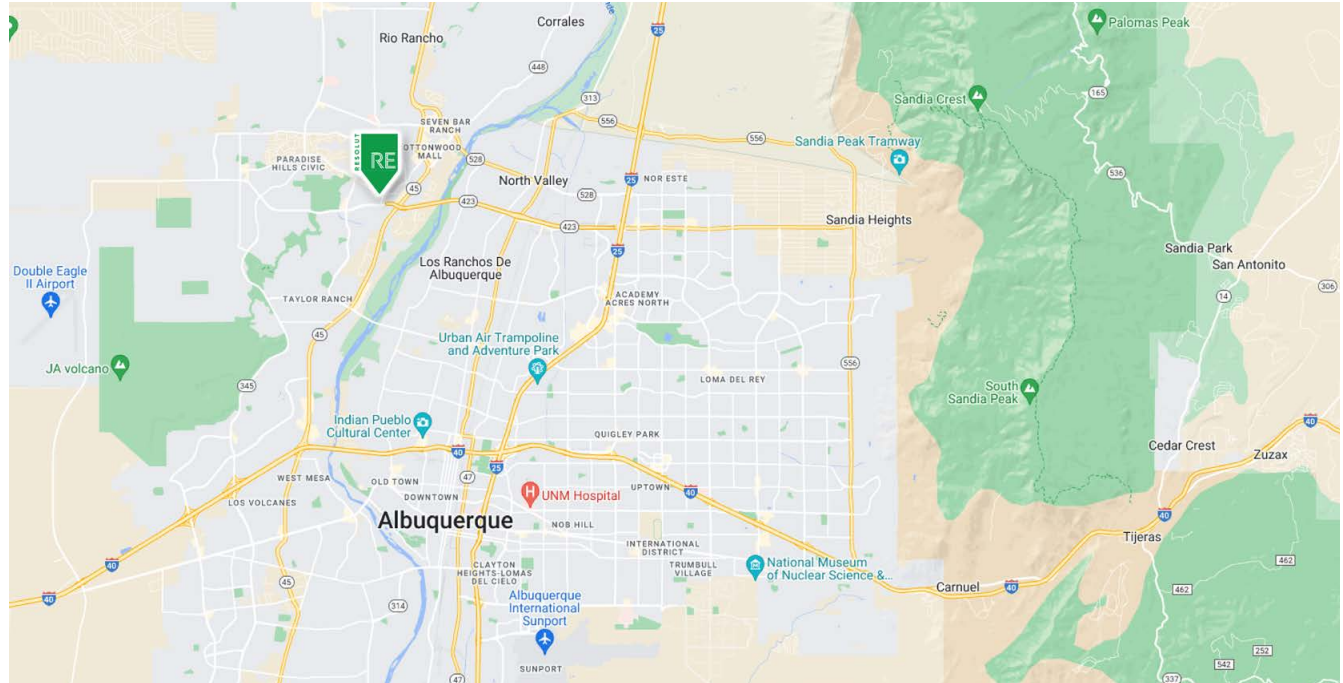 Corrales
Palomas Peak
25
Rio Rancho
448
165
Sandia Crest
313
SEVEN BAR
RANCH
556
556
556
Sandia Peak Tramway
RESOLUT
RE
OTTONWOOD
MALL
PARADISE
HILLS CIVIC
528
536
North Valley
25
NOR ESTE
45
528
423
Sandia Heights
423
423
Sandia Park
25
San Antonito
Los Ranchos De
Albuquerque
Double Eagle
II Airport
306
14
TAYLOR RANCH
ACADEMY
ACRES NORTH
45
Urban Air Trampoline
and Adventure Park
556
JA volcano
345
LOMA DEL REY
South
Sandia Peak
Indian Pueblo
Cultural Center
40
QUIGLEY PARK
Cedar Crest
40
25
Zuzax
47
WEST MESA
OLD TOWN
UPTOWN
40
LOS VOLCANES
DOWNTOWN
UNM Hospital
Albuquerque
NOB HILL
40
Tijeras
INTERNATIONAL
DISTRICT
CLAYTON
HEIGHTS-LOMAS
DEL CIELO
TRUMBULL
VILLAGE
National Museum
of Nuclear Science &...
40
462
45
Carnuel
40
462
40
Albuquerque
International
Sunport
314
252
542
SUNPORT
47
337